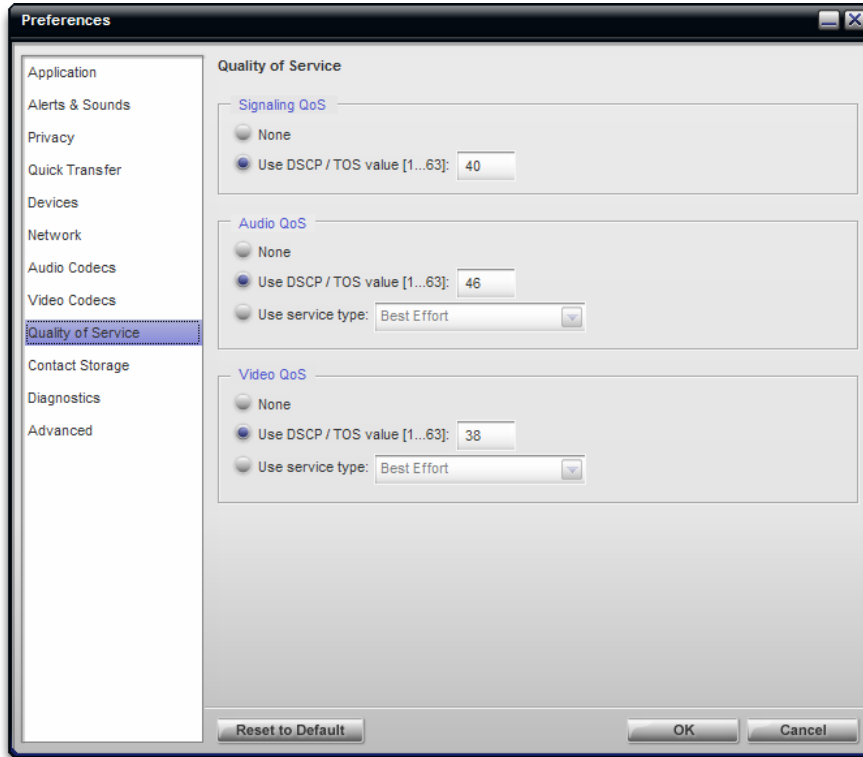 Preferences
Application
Alerts & Sounds
Privacy
Quick Transfer
Devices
Network
Audio Codecs
Video Codecs
Quality of Service
Contact Storage
Diagnostics
Advanced
Quality of Service
Signaling QoS
None
Use DSCP / TOS value [1...63]: 40
Audio QoS
None
Use DSCP / TOS value [1...63]: 46
Use service type: Best Effort
Video QoS
None
Use DSCP / TOS value [1...63]: 38
Use service type: Best Effort
Reset to Default OK Cancel